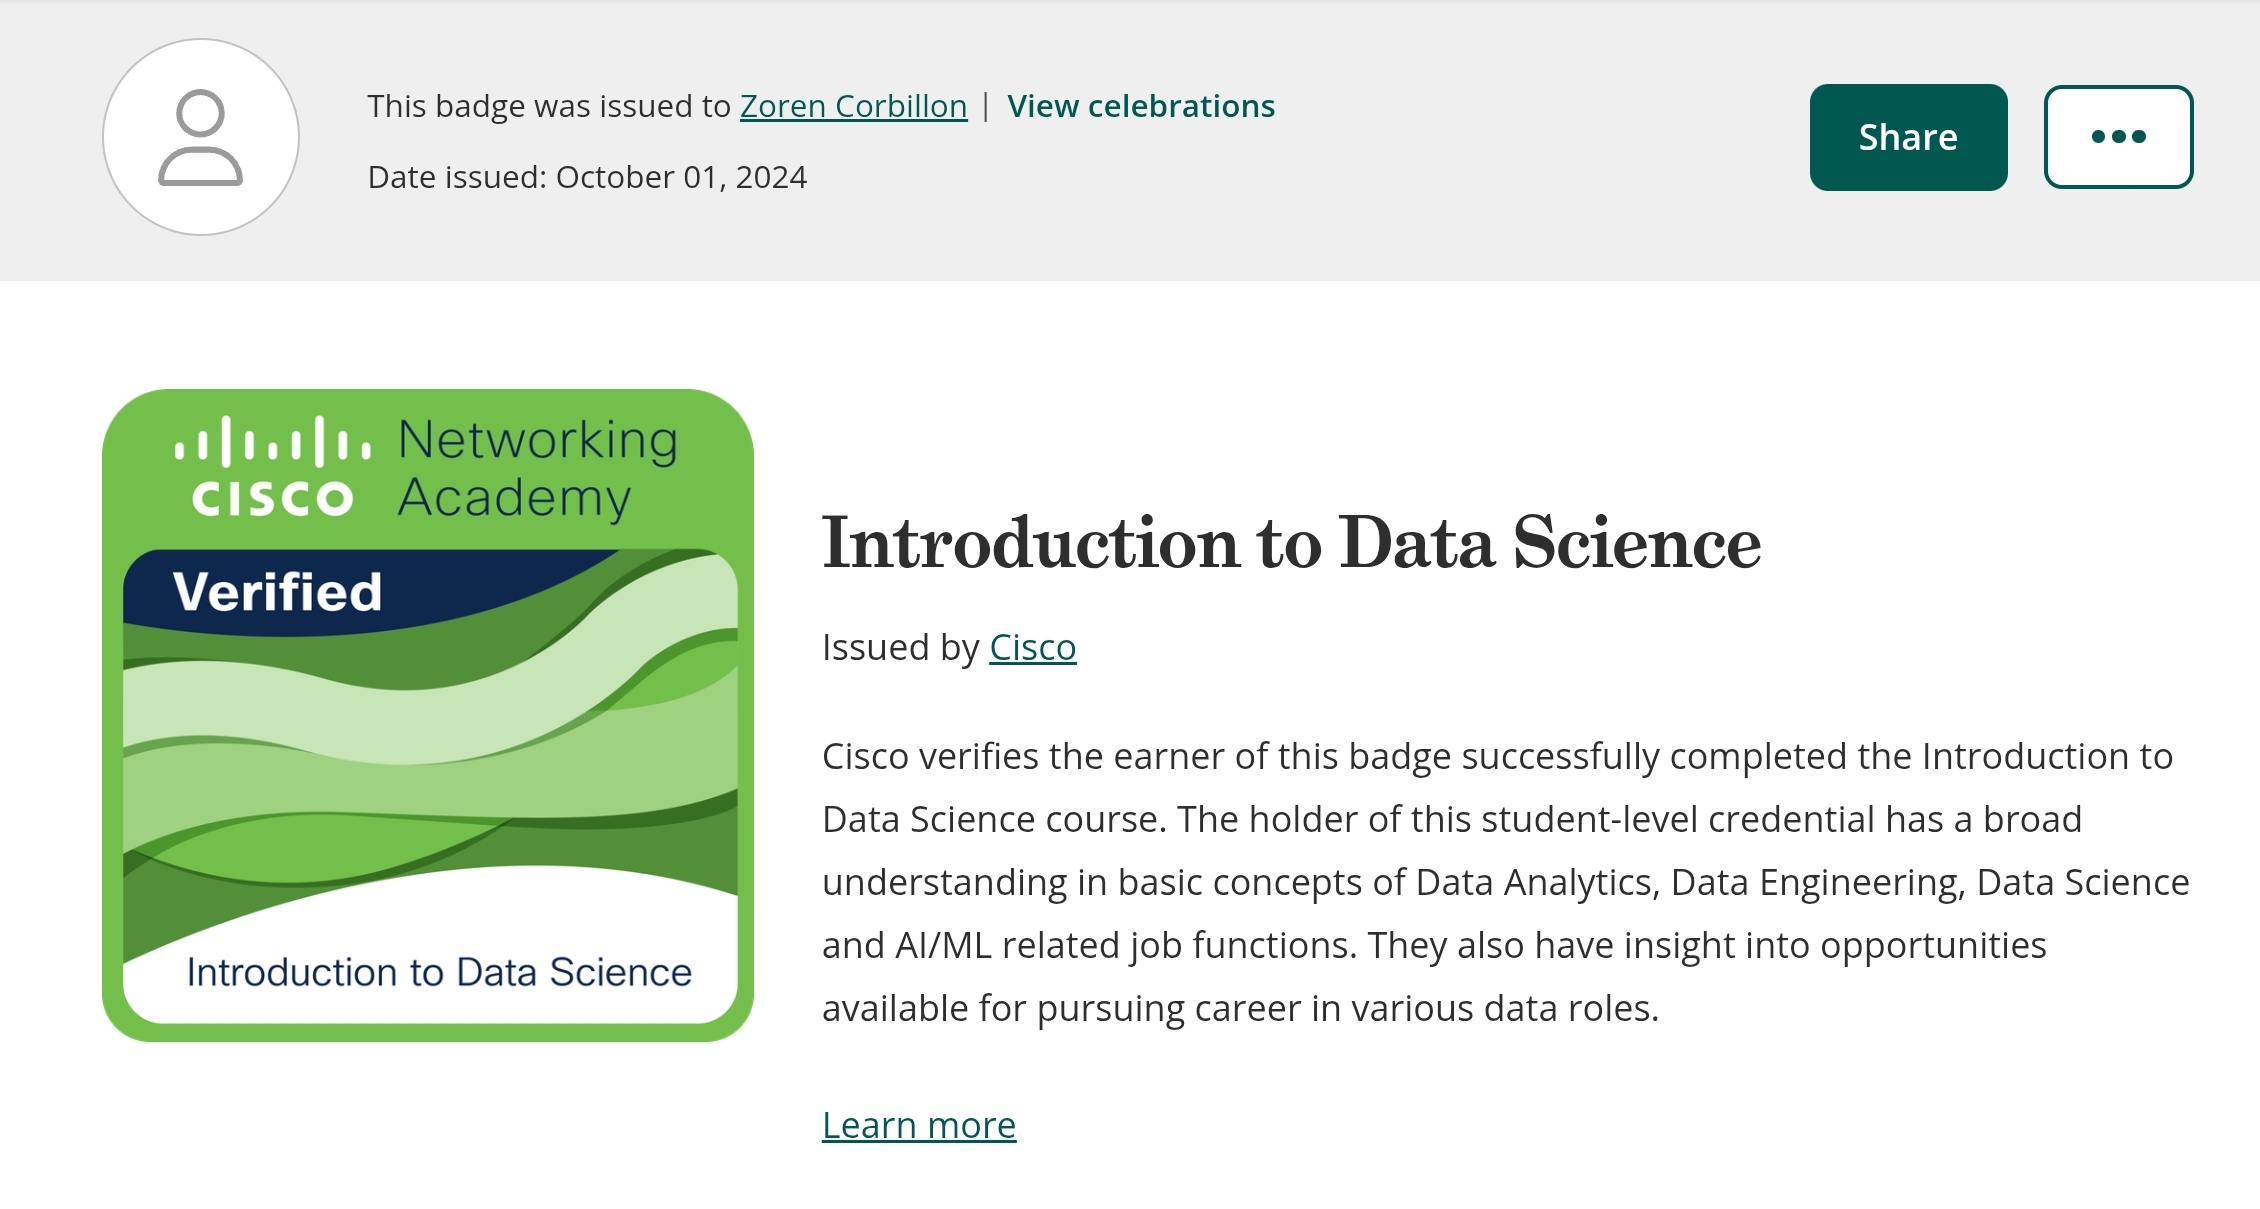 This badge was issued to Zoren Corbillon | View celebrations
Date issued: October 01, 2024
Share
CISCO
Networking
Academy
Verified
Introduction to Data Science
Introduction to Data Science
Issued by Cisco
Cisco verifies the earner of this badge successfully completed the Introduction to
Data Science course. The holder of this student-level credential has a broad
understanding in basic concepts of Data Analytics, Data Engineering, Data Science
and AI/ML related job functions. They also have insight into opportunities
available for pursuing career in various data roles.
Learn more